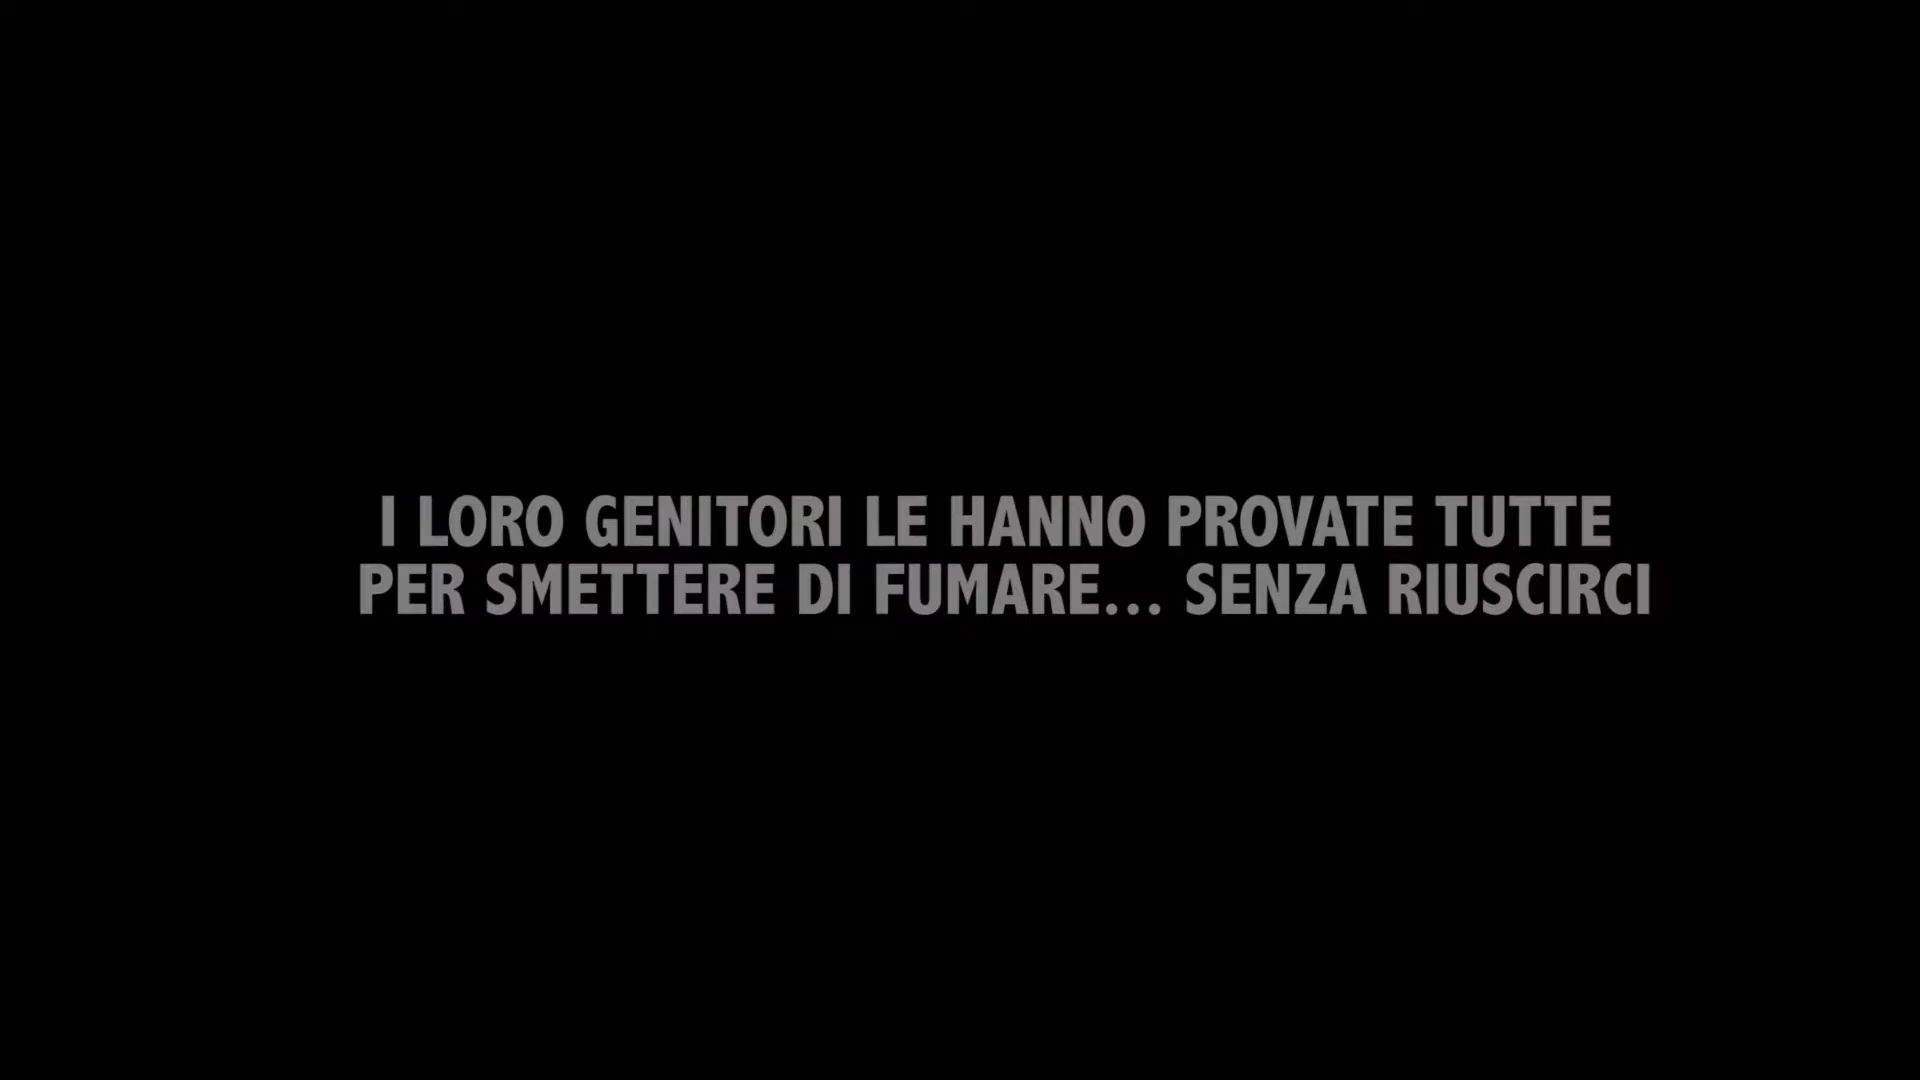 I LORO GENITORI LE HANNO PROVATE TUTTE
PER SMETTERE DI FUMARE... SENZA RIUSCIRCI